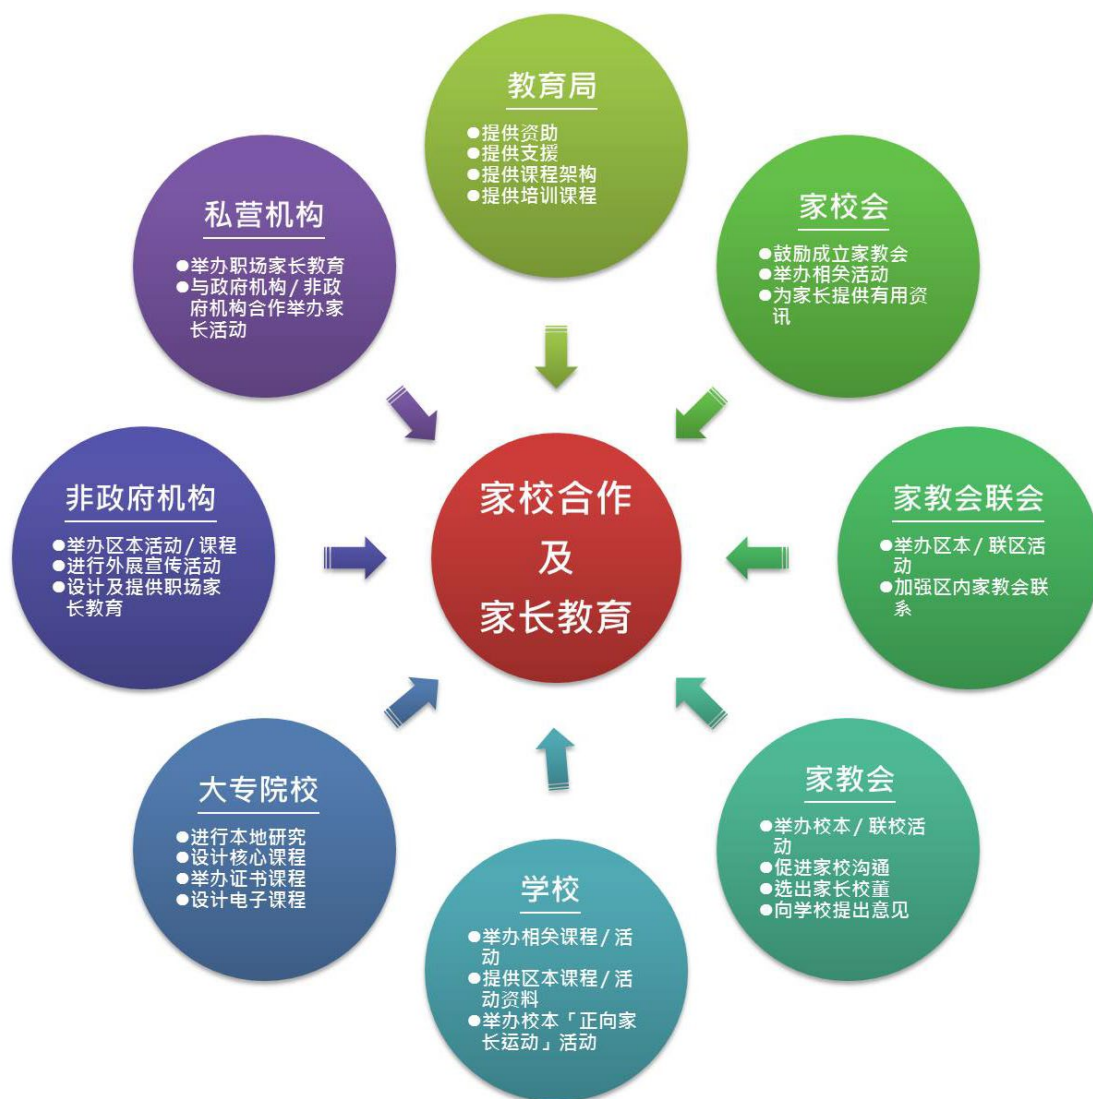 教育局
●提供资助
●提供支援
●提供课程架构
●提供培训课程
家校会
●鼓励成立家教会
●举办相关活动
●为家长提供有用资
讯
家教会联会
●举办区本/联区活
动
●加强区内家教会联
系
家教会
●举办校本/联校活
动
●促进家校沟通
●选出家长校董
●向学校提出意见
学校
●举办相关课程/活
动
●提供区本课程/活
动资料
●举办校本「正向家
长运动」活动
大专院校
●进行本地研究
●设计核心课程
●举办证书课程
●设计电子课程
非政府机构
●举办区本活动/课程
●进行外展宣传活动
●设计及提供职场家
长教育
私营机构
●举办职场家长教育
●与政府机构/非政
府机构合作举办家
长活动
家校合作
及
家长教育